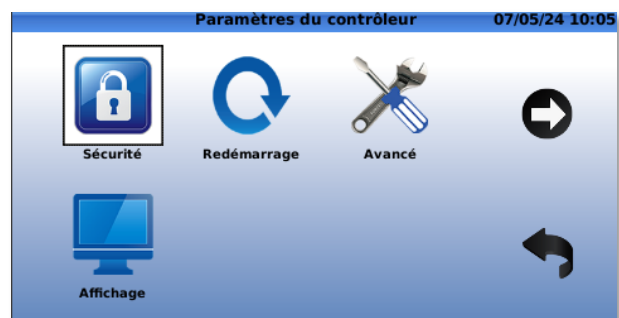 Paramètres du contrôleur 07/05/24 10:05
Sécurité Redémarrage Avancé
Affichage